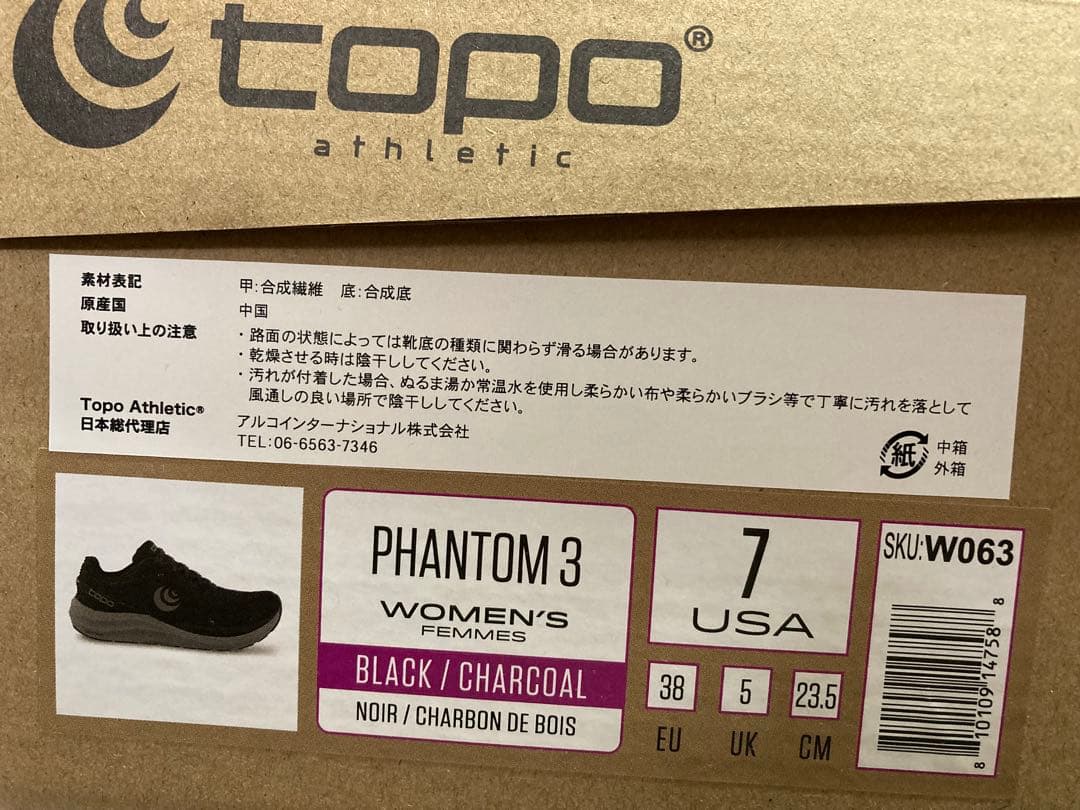 topo®
athletic
素材表記 甲:合成繊維 底:合成底
原産国 中国
取り扱い上の注意 ・路面の状態によっては靴底の種類に関わらず滑る場合があります。
・乾燥させる時は陰干ししてください。
・汚れが付着した場合、ぬるま湯か常温水を使用し柔らかい布や柔らかいブラシ等で丁寧に汚れを落として
風通しの良い場所で陰干ししてください。
Topo Athletic® アルコインターナショナル株式会社
日本総代理店 TEL:06-6563-7346
紙 中箱
外箱
topo
PHANTOM 3
WOMEN'S
FEMMES
BLACK / CHARCOAL
NOIR / CHARBON DE BOIS
7
USA
38
EU
5
UK
23.5
CM
SKU:W063
8 10109 14758 8